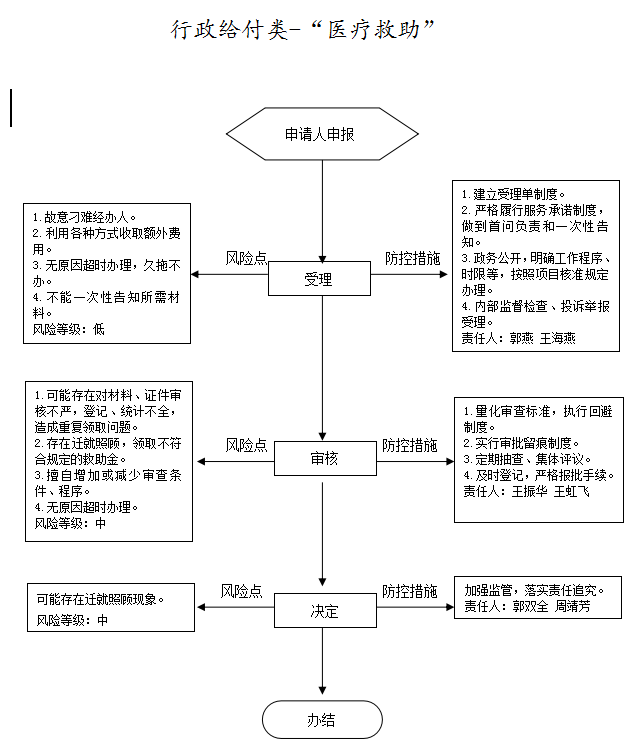 行政给付类-“医疗救助”
申请人申报
1.故意刁难经办人。
2.利用各种方式收取额外费
用。
3.无原因超时办理，久拖不
办。
4.不能一次性告知所需材
料。
风险等级：低
风险点
受理
防控措施
1.建立受理单制度。
2.严格履行服务承诺制度，
做到首问负责和一次性告
知。
3.政务公开，明确工作程序、
时限等，按照项目核准规定
办理。
4.内部监督检查、投诉举报
受理。
责任人：郭燕 王海燕
1.可能存在对材料、证件审
核不严，登记、统计不全，
造成重复领取问题。
2.存在迁就照顾，领取不符
合规定的救助金。
3.擅自增加或减少审查条
件、程序。
4.无原因超时办理。
风险等级：中
风险点
审核
防控措施
1.量化审查标准，执行回避
制度。
2.实行审批留痕制度。
3.定期抽查、集体评议。
4.及时登记，严格报批手续。
责任人：王振华 王虹飞
可能存在迁就照顾现象。
风险等级：中
风险点
决定
防控措施
加强监管，落实责任追究。
责任人：郭双全 周靖芳
办结